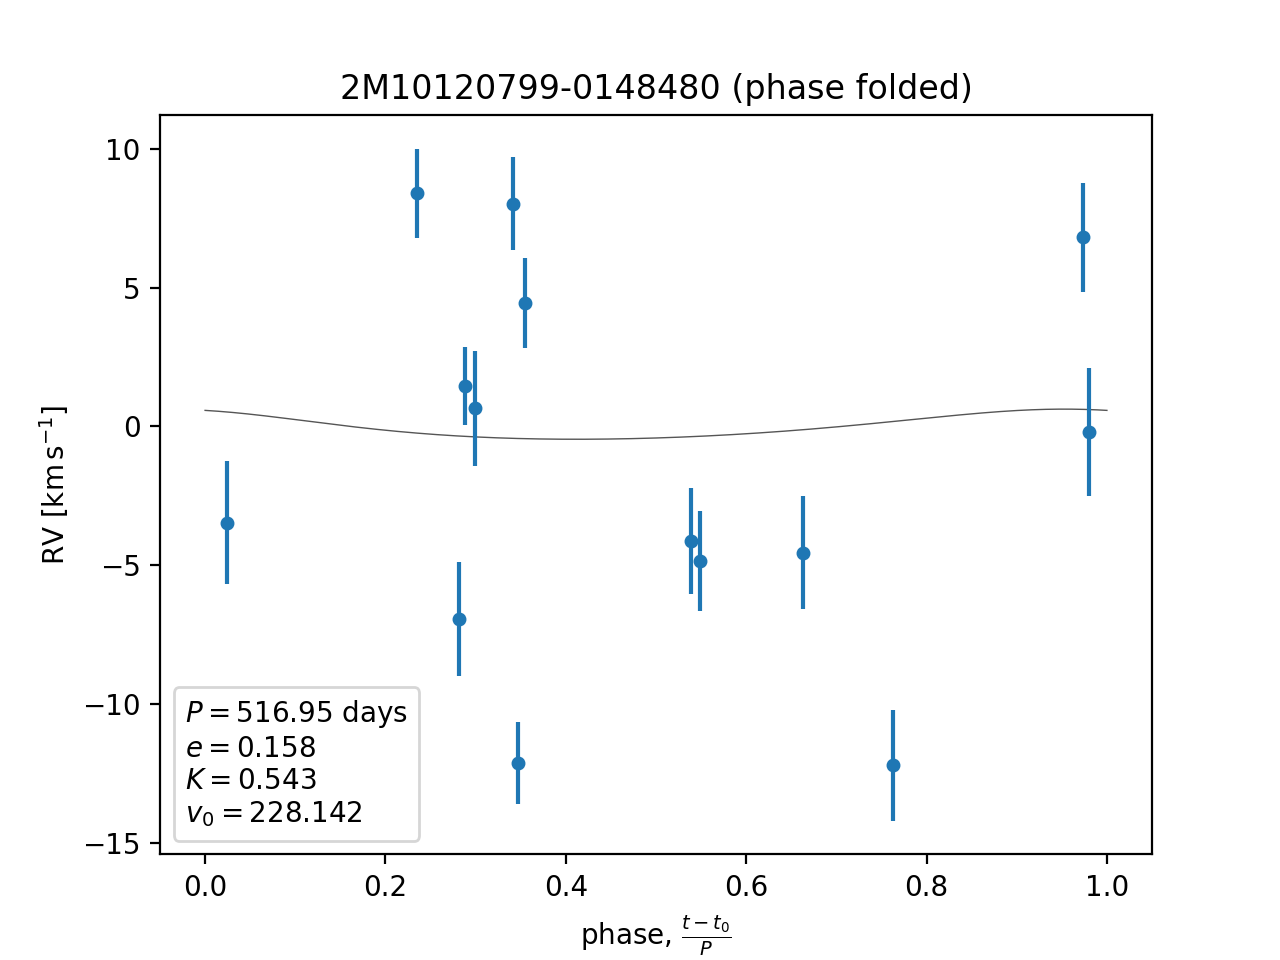 2M10120799-0148480 (phase folded)
10
5
0
−5
−10
−15
RV [km s⁻¹]
P = 516.95 days
e = 0.158
K = 0.543
v₀ = 228.142
0.0 0.2 0.4 0.6 0.8 1.0
phase, (t − t₀)/P